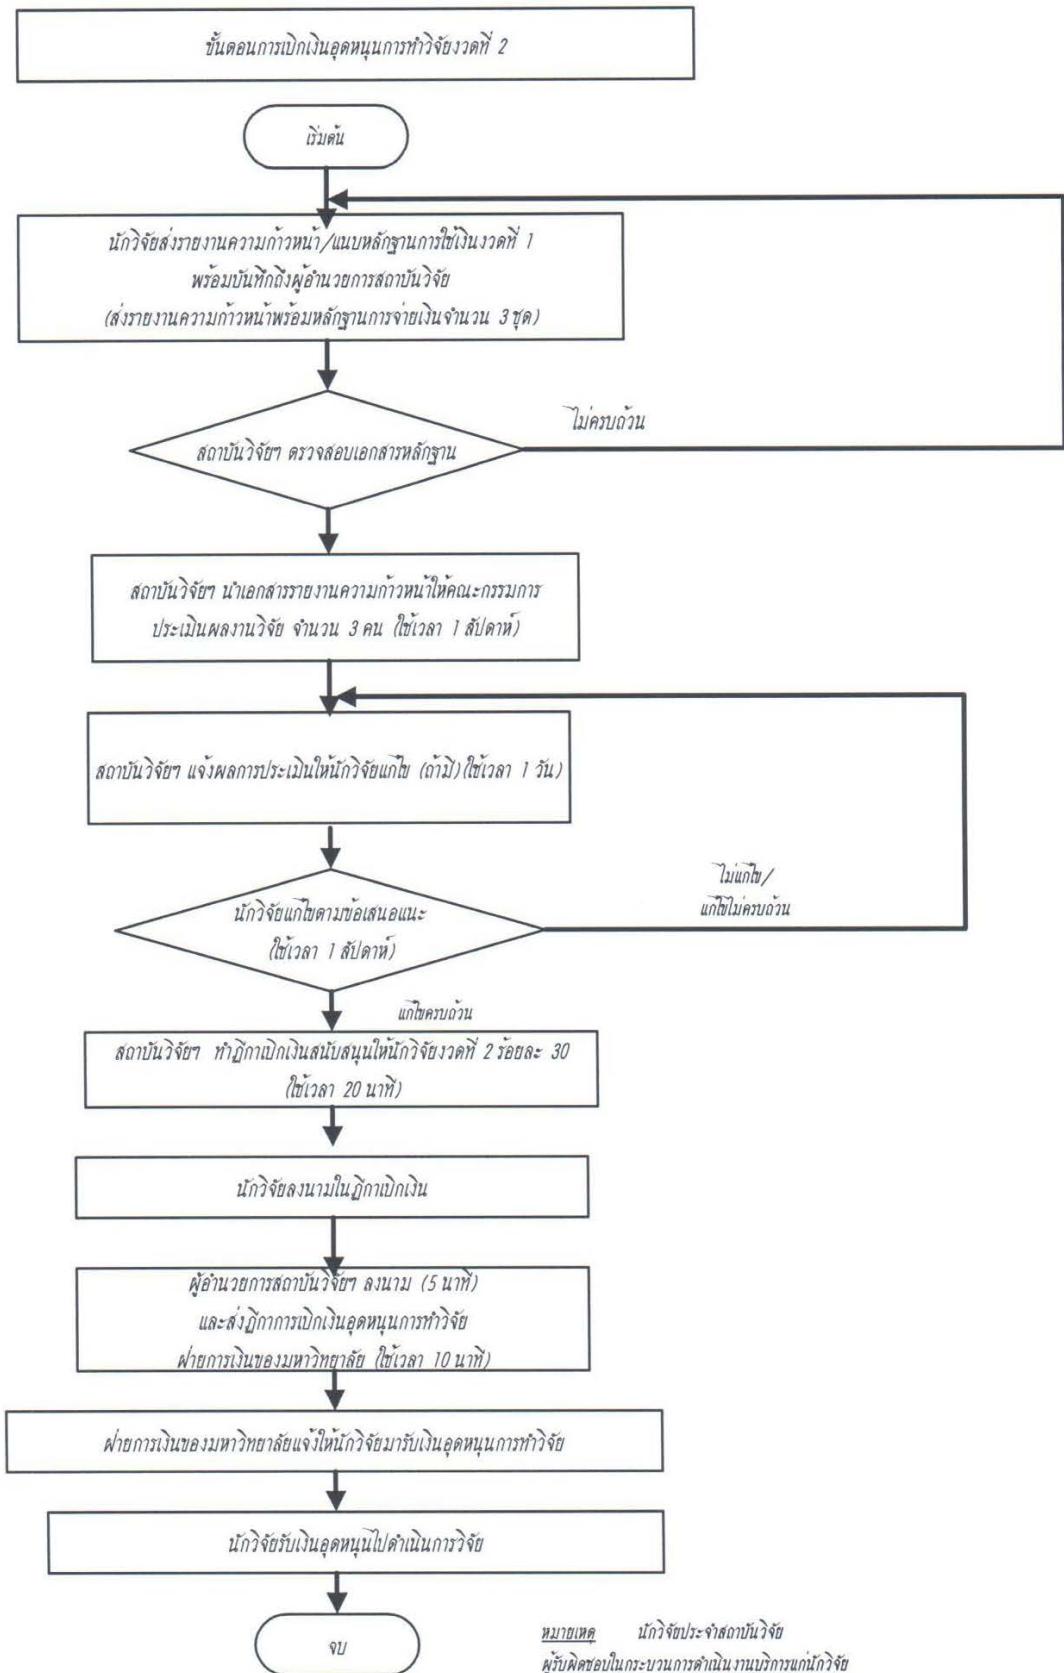 ขั้นตอนการเบิกเงินอุดหนุนการทำวิจัยงวดที่ 2
เริ่มต้น
นักวิจัยส่งรายงานความก้าวหน้า/แนบหลักฐานการใช้เงินงวดที่ 1
พร้อมบันทึกถึงผู้อำนวยการสถาบันวิจัย
(ส่งรายงานความก้าวหน้าพร้อมหลักฐานการจ่ายเงินจำนวน 3 ชุด)
ไม่ครบถ้วน
สถาบันวิจัยฯ ตรวจสอบเอกสารหลักฐาน
สถาบันวิจัยฯ นำเอกสารรายงานความก้าวหน้าให้คณะกรรมการ
ประเมินผลงานวิจัย จำนวน 3 คน (ใช้เวลา 1 สัปดาห์)
สถาบันวิจัยฯ แจ้งผลการประเมินให้นักวิจัยแก้ไข (ถ้ามี)(ใช้เวลา 1 วัน)
ไม่แก้ไข/
แก้ไขไม่ครบถ้วน
นักวิจัยแก้ไขตามข้อเสนอแนะ
(ใช้เวลา 1 สัปดาห์)
แก้ไขครบถ้วน
สถาบันวิจัยฯ ทำฎีกาเบิกเงินสนับสนุนให้นักวิจัยงวดที่ 2 ร้อยละ 30
(ใช้เวลา 20 นาที)
นักวิจัยลงนามในฎีกาเบิกเงิน
ผู้อำนวยการสถาบันวิจัยฯ ลงนาม (5 นาที)
และส่งฎีกาการเบิกเงินอุดหนุนการทำวิจัย
ฝ่ายการเงินของมหาวิทยาลัย (ใช้เวลา 10 นาที)
ฝ่ายการเงินของมหาวิทยาลัยแจ้งให้นักวิจัยมารับเงินอุดหนุนการทำวิจัย
นักวิจัยรับเงินอุดหนุนไปดำเนินการวิจัย
จบ
หมายเหตุ นักวิจัยประจำสถาบันวิจัย
ผู้รับผิดชอบในกระบวนการดำเนินงานบริการแก่นักวิจัย